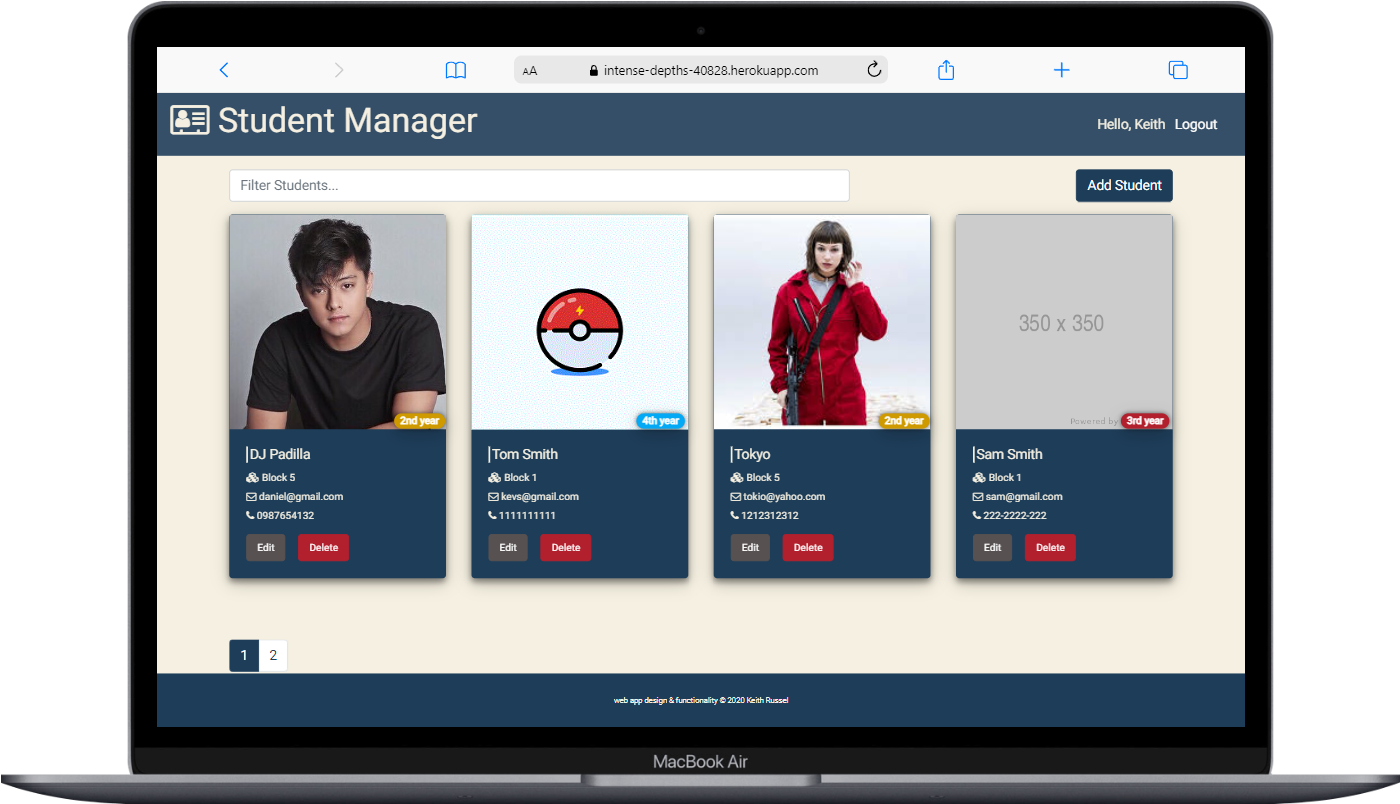 AA intense-depths-40828.herokuapp.com
Student Manager
Hello, Keith Logout
Filter Students...
Add Student
350 x 350
Powered by
2nd year
4th year
2nd year
3rd year
DJ Padilla
Block 5
daniel@gmail.com
0987654132
Edit Delete
Tom Smith
Block 1
kevs@gmail.com
1111111111
Edit Delete
Tokyo
Block 5
tokio@yahoo.com
1212312312
Edit Delete
Sam Smith
Block 1
sam@gmail.com
222-2222-222
Edit Delete
1 2
web app design & functionality © 2020 Keith Russel
MacBook Air